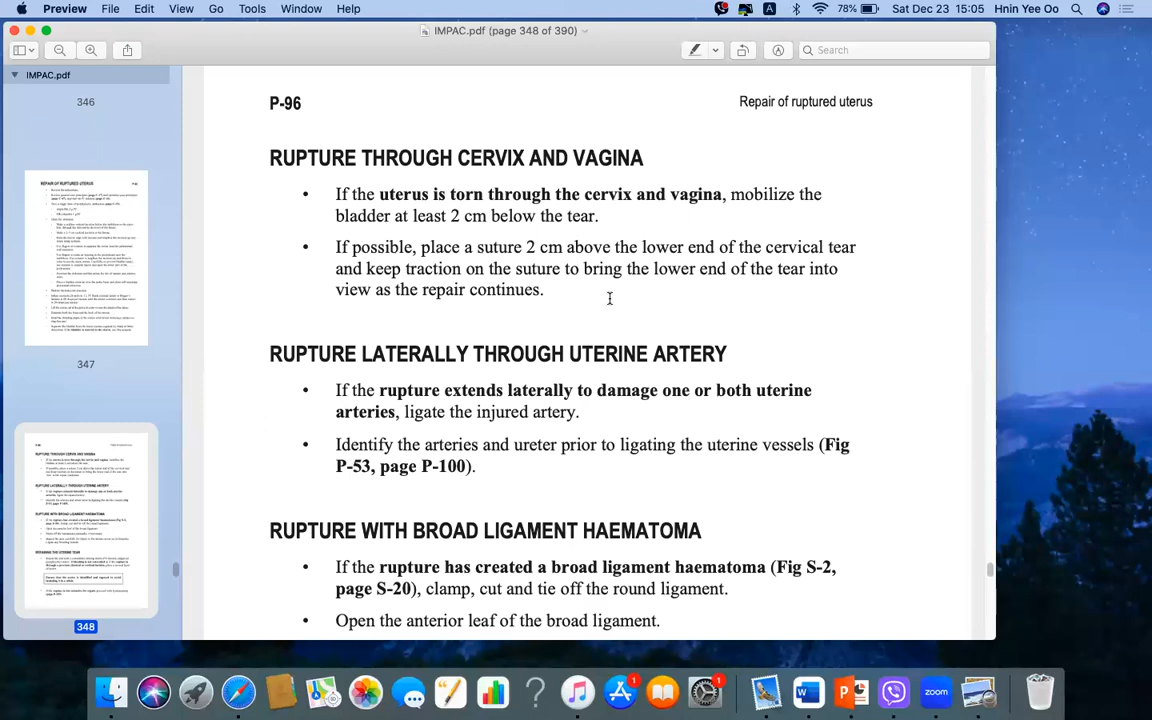 Preview File Edit View Go Tools Window Help
A 78% Sat Dec 23 15:05 Hnin Yee Oo
IMPAC.pdf (page 348 of 390)
Search
IMPAC.pdf
346
347
348
P-96 Repair of ruptured uterus
RUPTURE THROUGH CERVIX AND VAGINA
• If the uterus is torn through the cervix and vagina, mobilize the
bladder at least 2 cm below the tear.
• If possible, place a suture 2 cm above the lower end of the cervical tear
and keep traction on the suture to bring the lower end of the tear into
view as the repair continues.
RUPTURE LATERALLY THROUGH UTERINE ARTERY
• If the rupture extends laterally to damage one or both uterine
arteries, ligate the injured artery.
• Identify the arteries and ureter prior to ligating the uterine vessels (Fig
P-53, page P-100).
RUPTURE WITH BROAD LIGAMENT HAEMATOMA
• If the rupture has created a broad ligament haematoma (Fig S-2,
page S-20), clamp, cut and tie off the round ligament.
• Open the anterior leaf of the broad ligament.
1 1 zoom